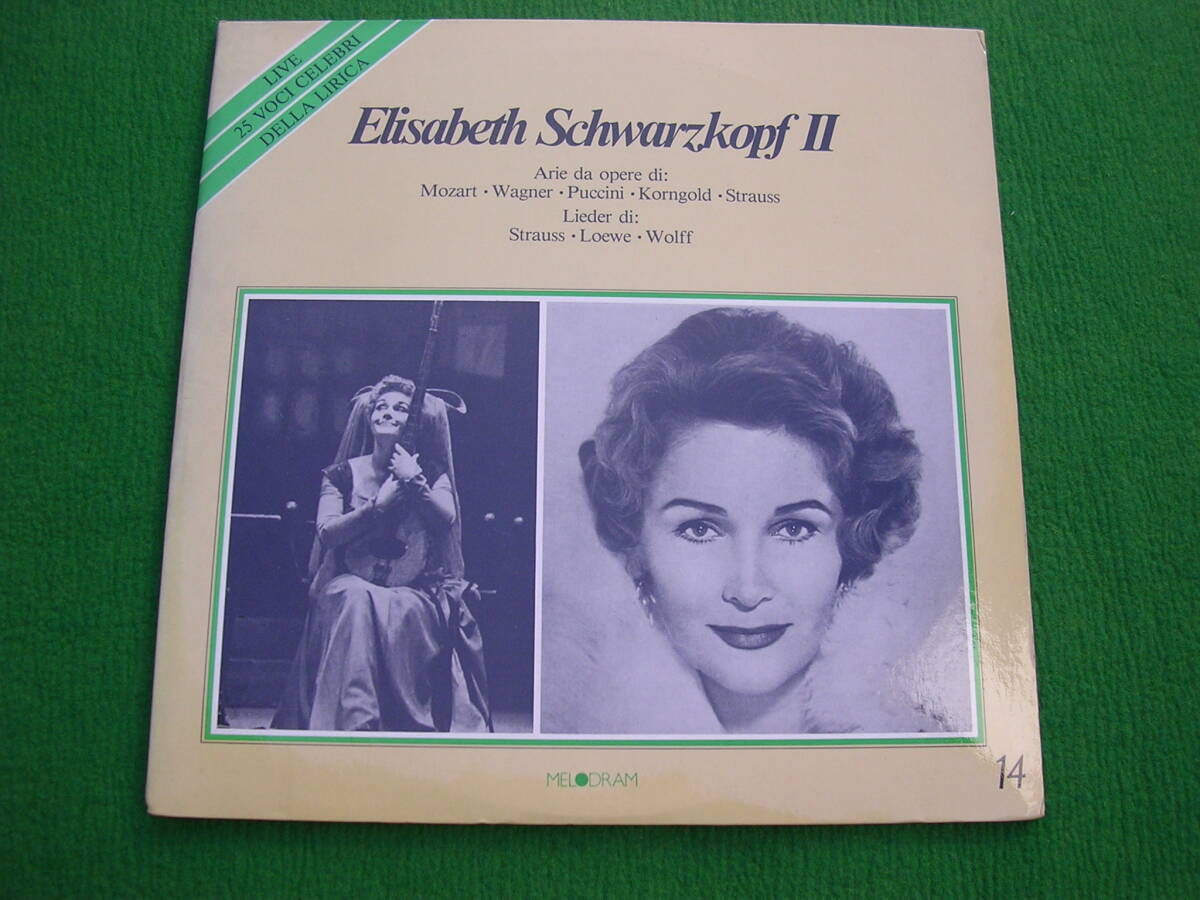 LIVE
25 VOCI CELEBRI
DELLA LIRICA
Elisabeth Schwarzkopf II
Arie da opere di:
Mozart · Wagner · Puccini · Korngold · Strauss
Lieder di:
Strauss · Loewe · Wolff
MELODRAM
14